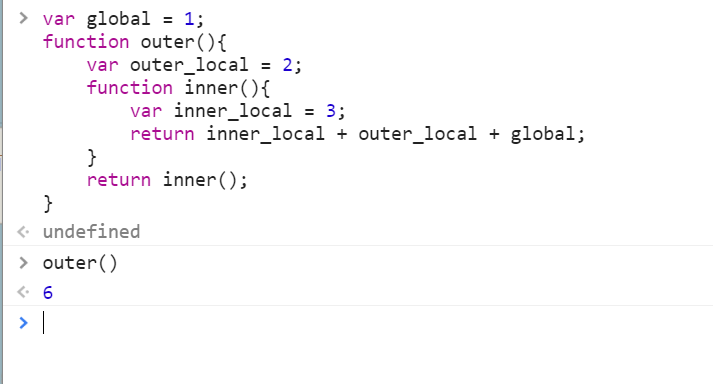 > var global = 1;
function outer(){
    var outer_local = 2;
    function inner(){
        var inner_local = 3;
        return inner_local + outer_local + global;
    }
    return inner();
}
undefined
> outer()
6
>